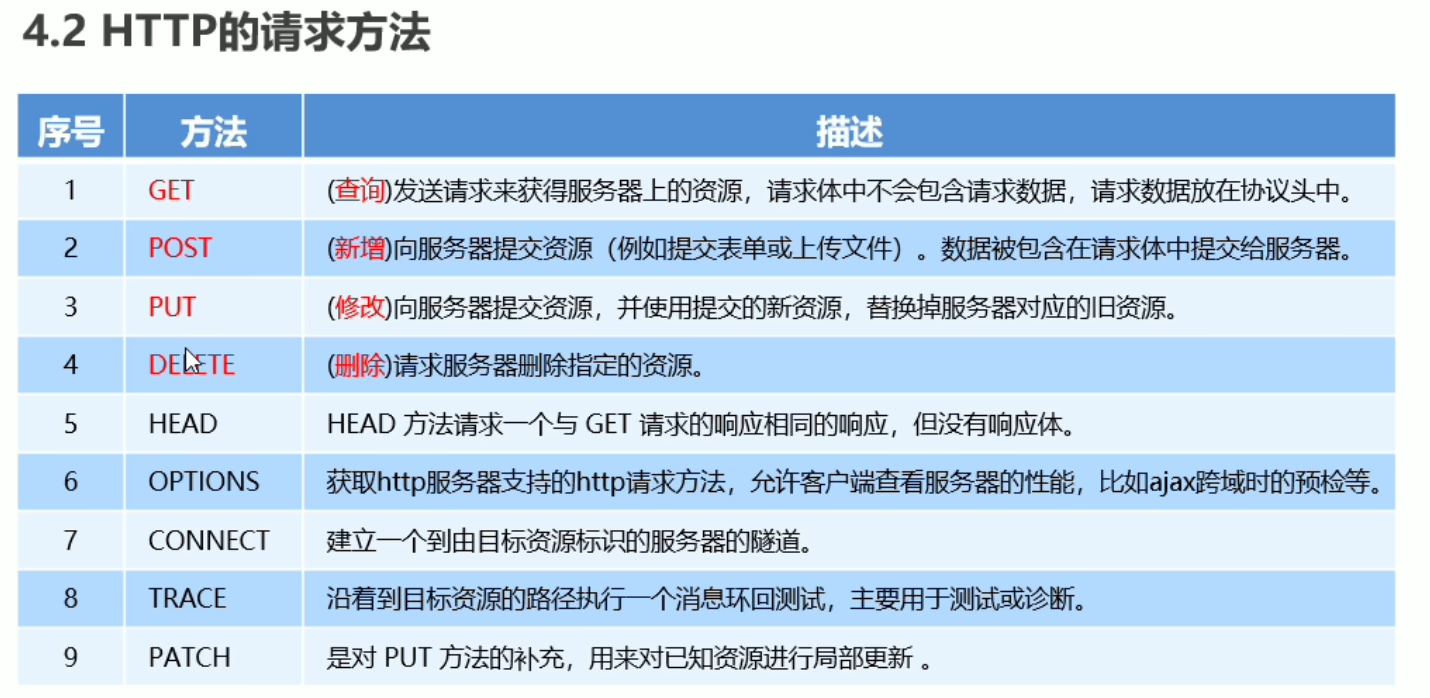 4.2 HTTP的请求方法
序号 方法 描述
1 GET (查询)发送请求来获得服务器上的资源，请求体中不会包含请求数据，请求数据放在协议头中。
2 POST (新增)向服务器提交资源（例如提交表单或上传文件）。数据被包含在请求体中提交给服务器。
3 PUT (修改)向服务器提交资源，并使用提交的新资源，替换掉服务器对应的旧资源。
4 DELETE (删除)请求服务器删除指定的资源。
5 HEAD HEAD 方法请求一个与 GET 请求的响应相同的响应，但没有响应体。
6 OPTIONS 获取http服务器支持的http请求方法，允许客户端查看服务器的性能，比如ajax跨域时的预检等。
7 CONNECT 建立一个到由目标资源标识的服务器的隧道。
8 TRACE 沿着到目标资源的路径执行一个消息环回测试，主要用于测试或诊断。
9 PATCH 是对 PUT 方法的补充，用来对已知资源进行局部更新 。